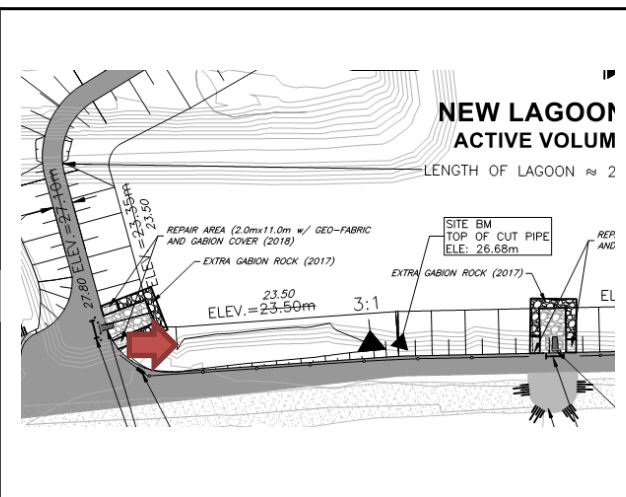 NEW LAGOON
ACTIVE VOLUM
LENGTH OF LAGOON ≈ 2
27.80 ELEV.=27.10m
ELEV.=23.35m
23.50
REPAIR AREA (2.0mx11.0m w/ GEO-FABRIC
AND GABION COVER (2018)
EXTRA GABION ROCK (2017)
SITE BM
TOP OF CUT PIPE
ELE: 26.68m
REP
AND
EXTRA GABION ROCK (2017)
23.50
ELEV.=23.50m
3:1
EL